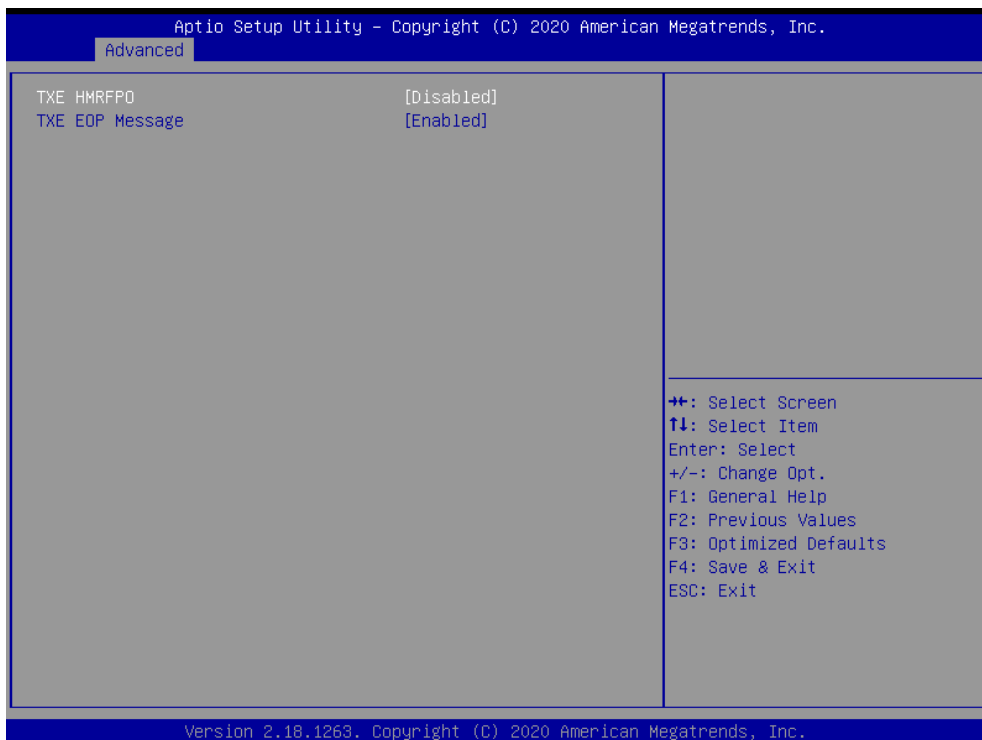 Aptio Setup Utility – Copyright (C) 2020 American Megatrends, Inc.
Advanced
TXE HMRFPO [Disabled]
TXE EOP Message [Enabled]
→←: Select Screen
↑↓: Select Item
Enter: Select
+/-: Change Opt.
F1: General Help
F2: Previous Values
F3: Optimized Defaults
F4: Save & Exit
ESC: Exit
Version 2.18.1263. Copyright (C) 2020 American Megatrends, Inc.